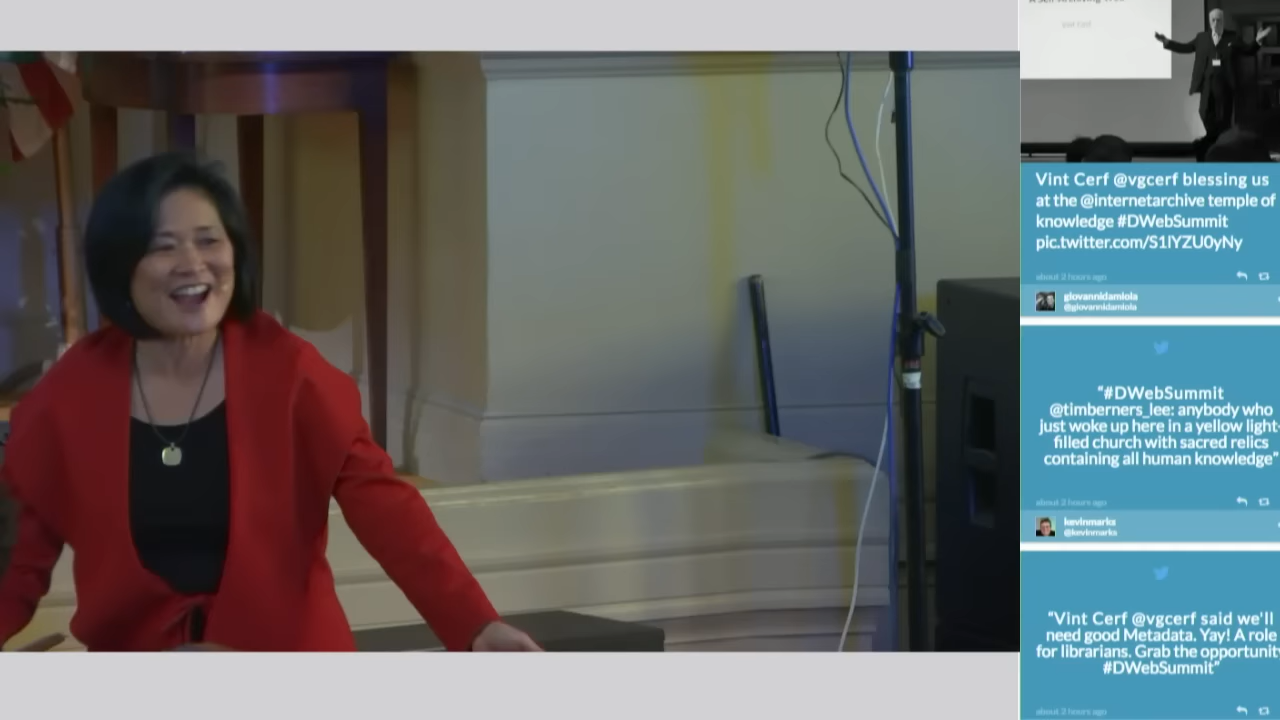 Vint Cerf @vgcerf blessing us
at the @internetarchive temple of
knowledge #DWebSummit
pic.twitter.com/S1lYZU0yNy
about 2 hours ago
giovannidamiola
@giovannidamiola
"#DWebSummit
@timberners_lee: anybody who
just woke up here in a yellow light-
filled church with sacred relics
containing all human knowledge"
about 2 hours ago
kevinmarks
@kevinmarks
"Vint Cerf @vgcerf said we'll
need good Metadata. Yay! A role
for librarians. Grab the opportunity
#DWebSummit"
about 2 hours ago